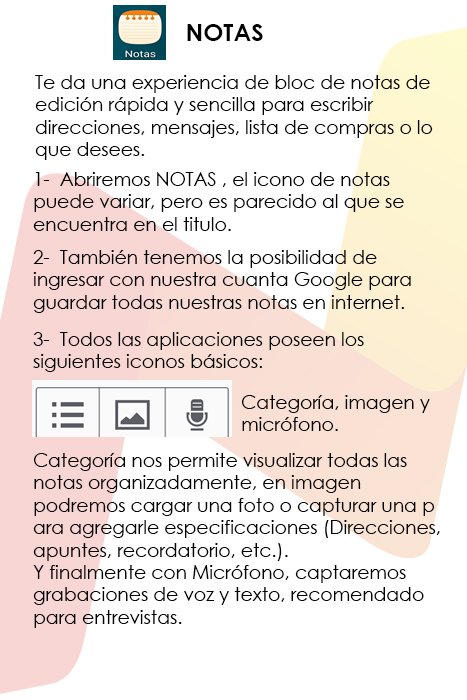 Notas
NOTAS
Te da una experiencia de bloc de notas de
edición rápida y sencilla para escribir
direcciones, mensajes, lista de compras o lo
que desees.
1- Abriremos NOTAS , el icono de notas
puede variar, pero es parecido al que se
encuentra en el titulo.
2- También tenemos la posibilidad de
ingresar con nuestra cuanta Google para
guardar todas nuestras notas en internet.
3- Todos las aplicaciones poseen los
siguientes iconos básicos:
Categoría, imagen y
micrófono.
Categoría nos permite visualizar todas las
notas organizadamente, en imagen
podremos cargar una foto o capturar una p
ara agregarle especificaciones (Direcciones,
apuntes, recordatorio, etc.).
Y finalmente con Micrófono, captaremos
grabaciones de voz y texto, recomendado
para entrevistas.